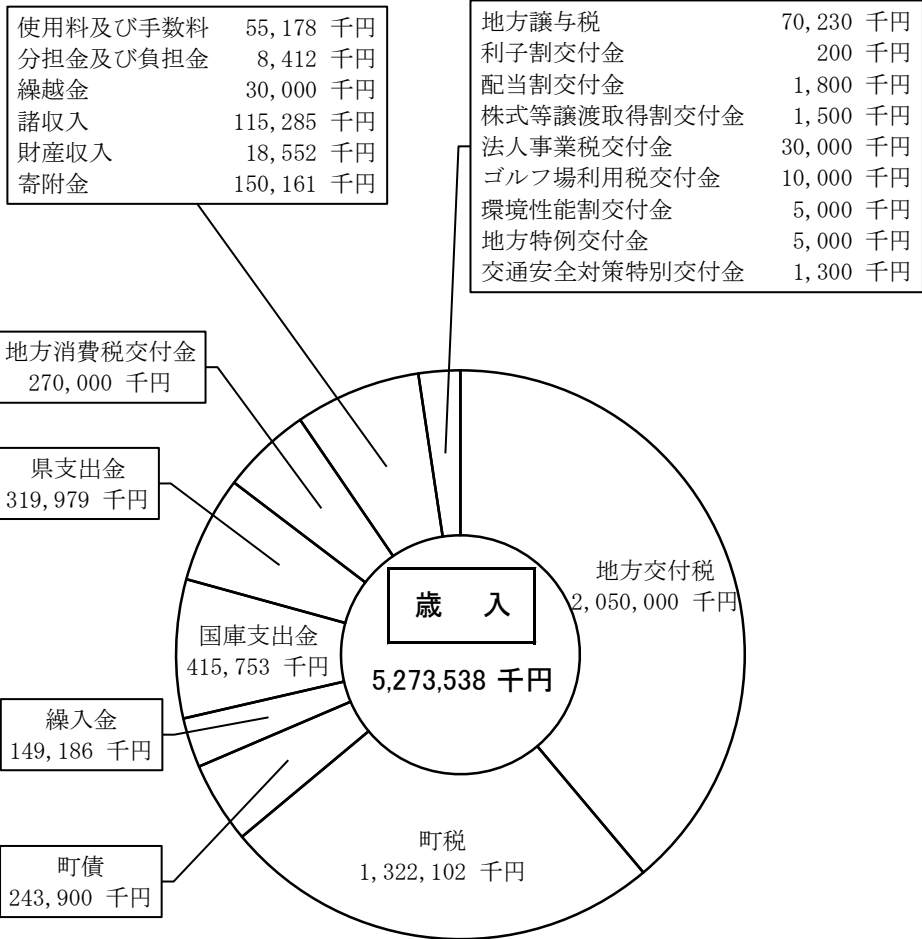 使用料及び手数料 55,178 千円
分担金及び負担金 8,412 千円
繰越金 30,000 千円
諸収入 115,285 千円
財産収入 18,552 千円
寄附金 150,161 千円
地方譲与税 70,230 千円
利子割交付金 200 千円
配当割交付金 1,800 千円
株式等譲渡取得割交付金 1,500 千円
法人事業税交付金 30,000 千円
ゴルフ場利用税交付金 10,000 千円
環境性能割交付金 5,000 千円
地方特例交付金 5,000 千円
交通安全対策特別交付金 1,300 千円
地方消費税交付金
270,000 千円
県支出金
319,979 千円
地方交付税
2,050,000 千円
歳 入
5,273,538 千円
国庫支出金
415,753 千円
繰入金
149,186 千円
町税
1,322,102 千円
町債
243,900 千円